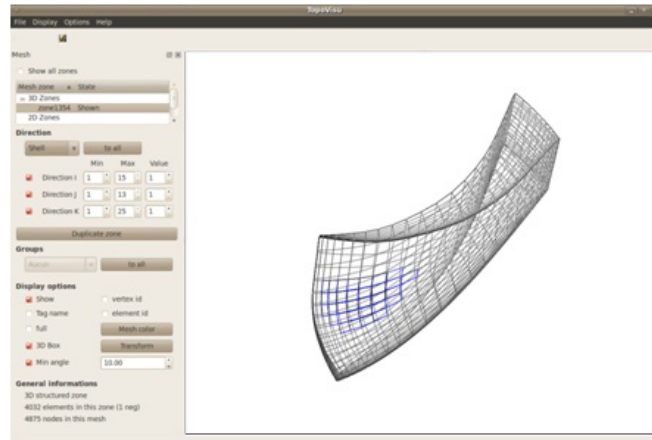 TopoVisu
File Display Options Help
Mesh
Show all zones
Mesh zone State
3D Zones
zone1354 Shown
2D Zones
Direction
Shell to all
Min Max Value
Direction I 1 15 1
Direction J 1 13 1
Direction K 1 25 1
Duplicate zone
Groups
Aucun to all
Display options
Show vertex id
Tag name element id
full Mesh color
3D Box Transform
Min angle 10.00
General informations
3D structured zone
4032 elements in this zone (1 neg)
4875 nodes in this mesh